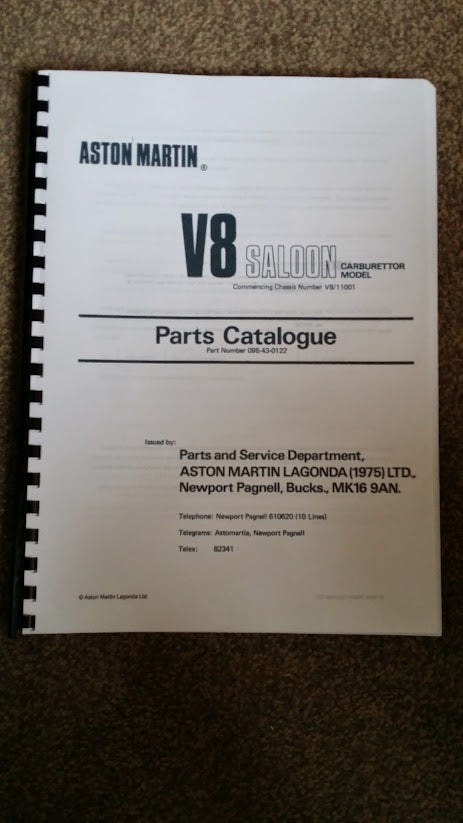 ASTON MARTIN®
V8 SALOON CARBURETTOR
MODEL
Commencing Chassis Number V8/11001
Parts Catalogue
Part Number 095-43-0122
Issued by:
Parts and Service Department,
ASTON MARTIN LAGONDA (1975) LTD.,
Newport Pagnell, Bucks., MK16 9AN.
Telephone: Newport Pagnell 610620 (10 Lines)
Telegrams: Astomartia, Newport Pagnell
Telex: 82341
© Aston Martin Lagonda Ltd.